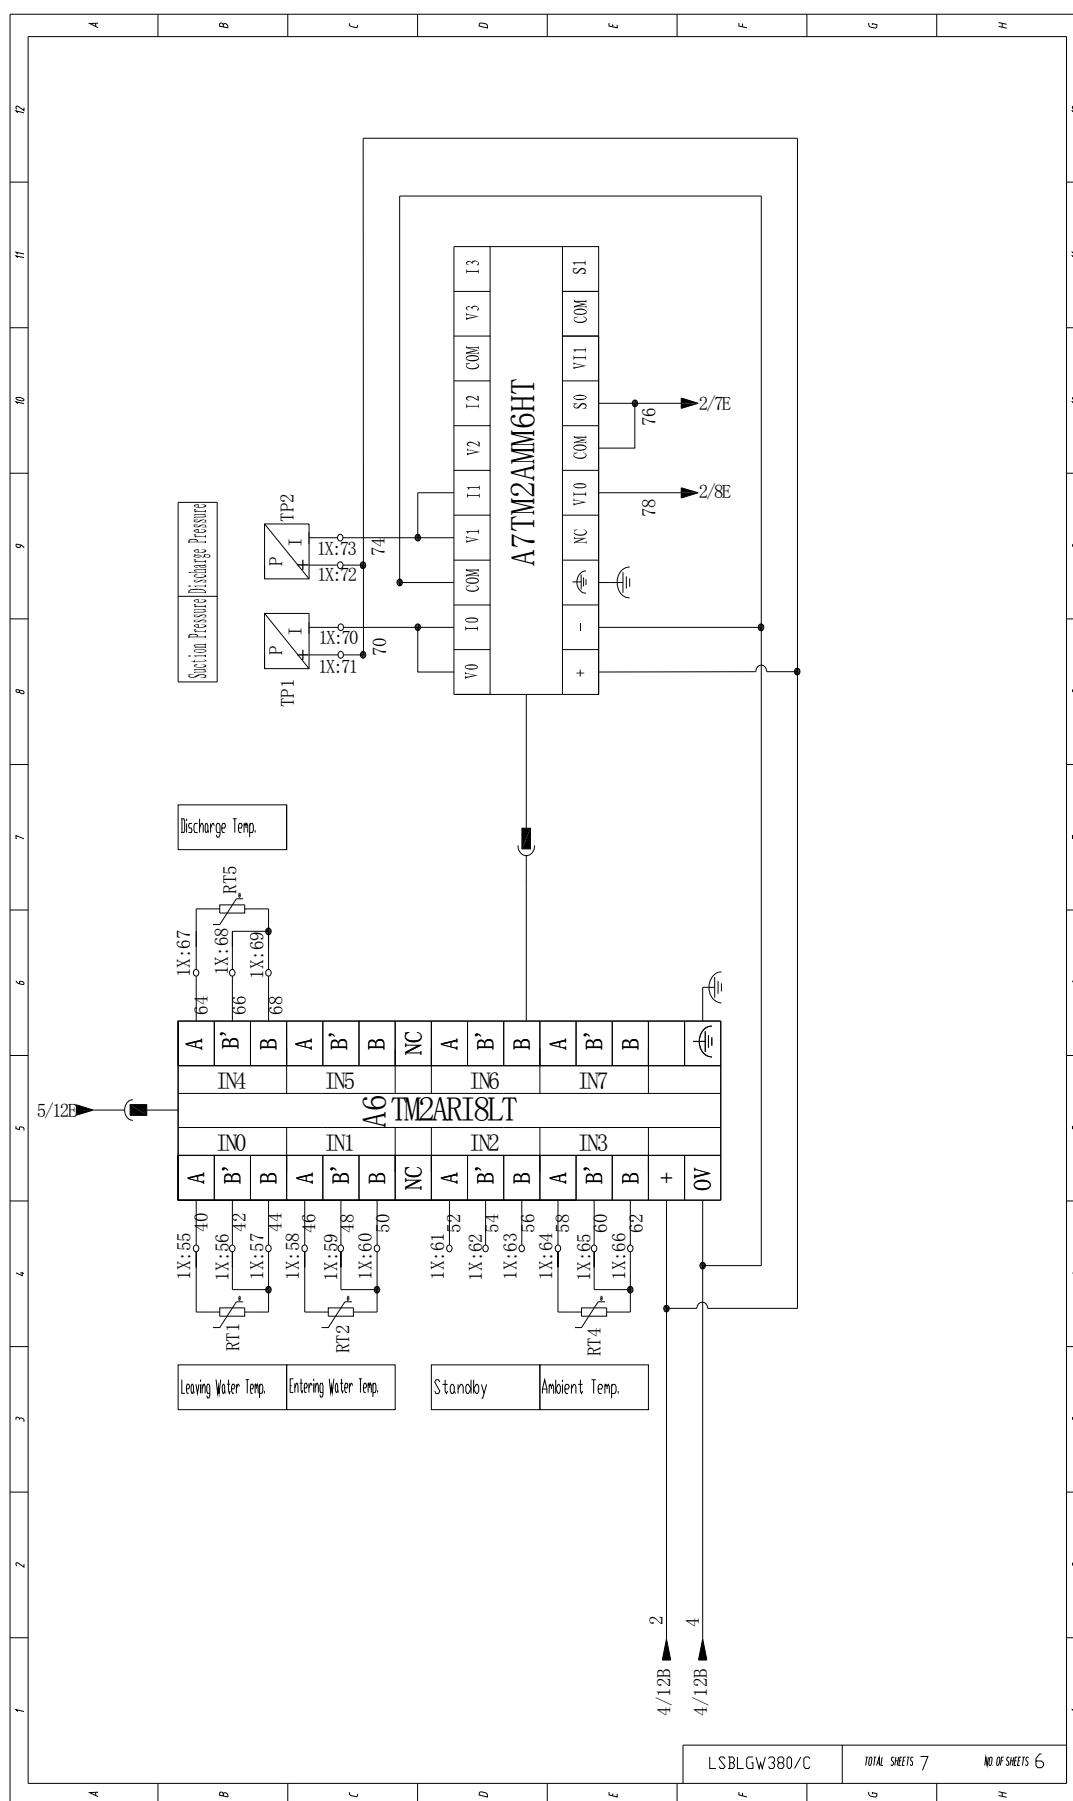 A B C D E F G H
12
11
10
9
8
7
6
5
4
3
2
1
I3
V3
COM
I2
V2
I1
V1
COM
I0
V0
A7TM2AMM6HT
S1
COM
VI1
S0
COM
VI0
NC
-
+
76
2/7E
78
2/8E
Suction Pressure
Discharge Pressure
P I +
TP2
1X:73
1X:72
74
P I +
TP1
1X:70
1X:71
70
Discharge Temp.
RT5
1X:67
1X:68
1X:69
64
66
68
A B' B A B' B NC A B' B A B' B
IN4 IN5 IN6 IN7
5/12E
A6 TM2ARI8LT
IN0 IN1 IN2 IN3
A B' B A B' B NC A B' B A B' B + 0V
40
42
44
46
48
50
52
54
56
58
60
62
1X:55
1X:56
1X:57
1X:58
1X:59
1X:60
1X:61
1X:62
1X:63
1X:64
1X:65
1X:66
RT1
RT2
RT4
Leaving Water Temp.
Entering Water Temp.
Standby
Ambient Temp.
2
4
4/12B
4/12B
LSBLGW380/C
TOTAL SHEETS 7
NO. OF SHEETS 6
A B C D E F G H